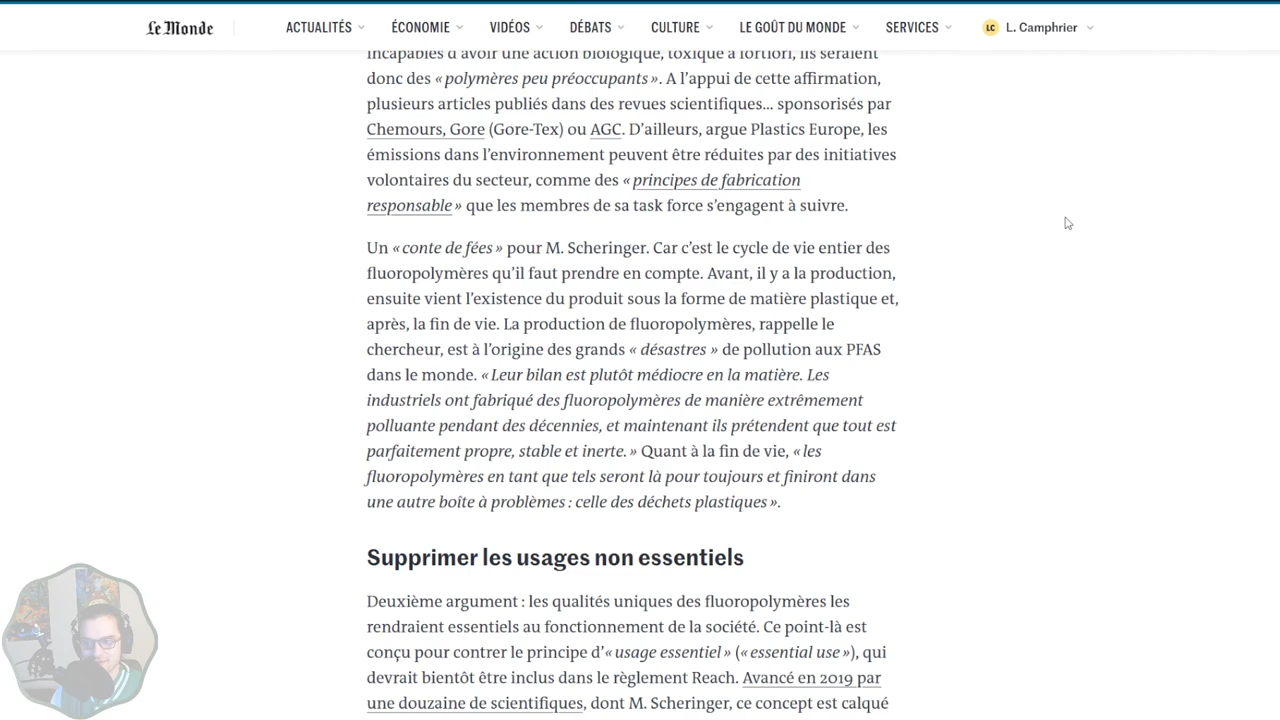 Le Monde
ACTUALITÉS
ÉCONOMIE
VIDÉOS
DÉBATS
CULTURE
LE GOÛT DU MONDE
SERVICES
LC
L. Camphrier
incapables d’avoir une action biologique, toxique a fortiori, ils seraient
donc des « polymères peu préoccupants ». A l’appui de cette affirmation,
plusieurs articles publiés dans des revues scientifiques… sponsorisés par
Chemours, Gore (Gore-Tex) ou AGC. D’ailleurs, argue Plastics Europe, les
émissions dans l’environnement peuvent être réduites par des initiatives
volontaires du secteur, comme des « principes de fabrication
responsable » que les membres de sa task force s’engagent à suivre.
Un « conte de fées » pour M. Scheringer. Car c’est le cycle de vie entier des
fluoropolymères qu’il faut prendre en compte. Avant, il y a la production,
ensuite vient l’existence du produit sous la forme de matière plastique et,
après, la fin de vie. La production de fluoropolymères, rappelle le
chercheur, est à l’origine des grands « désastres » de pollution aux PFAS
dans le monde. « Leur bilan est plutôt médiocre en la matière. Les
industriels ont fabriqué des fluoropolymères de manière extrêmement
polluante pendant des décennies, et maintenant ils prétendent que tout est
parfaitement propre, stable et inerte. » Quant à la fin de vie, « les
fluoropolymères en tant que tels seront là pour toujours et finiront dans
une autre boîte à problèmes : celle des déchets plastiques ».
Supprimer les usages non essentiels
Deuxième argument : les qualités uniques des fluoropolymères les
rendraient essentiels au fonctionnement de la société. Ce point-là est
conçu pour contrer le principe d’« usage essentiel » (« essential use »), qui
devrait bientôt être inclus dans le règlement Reach. Avancé en 2019 par
une douzaine de scientifiques, dont M. Scheringer, ce concept est calqué